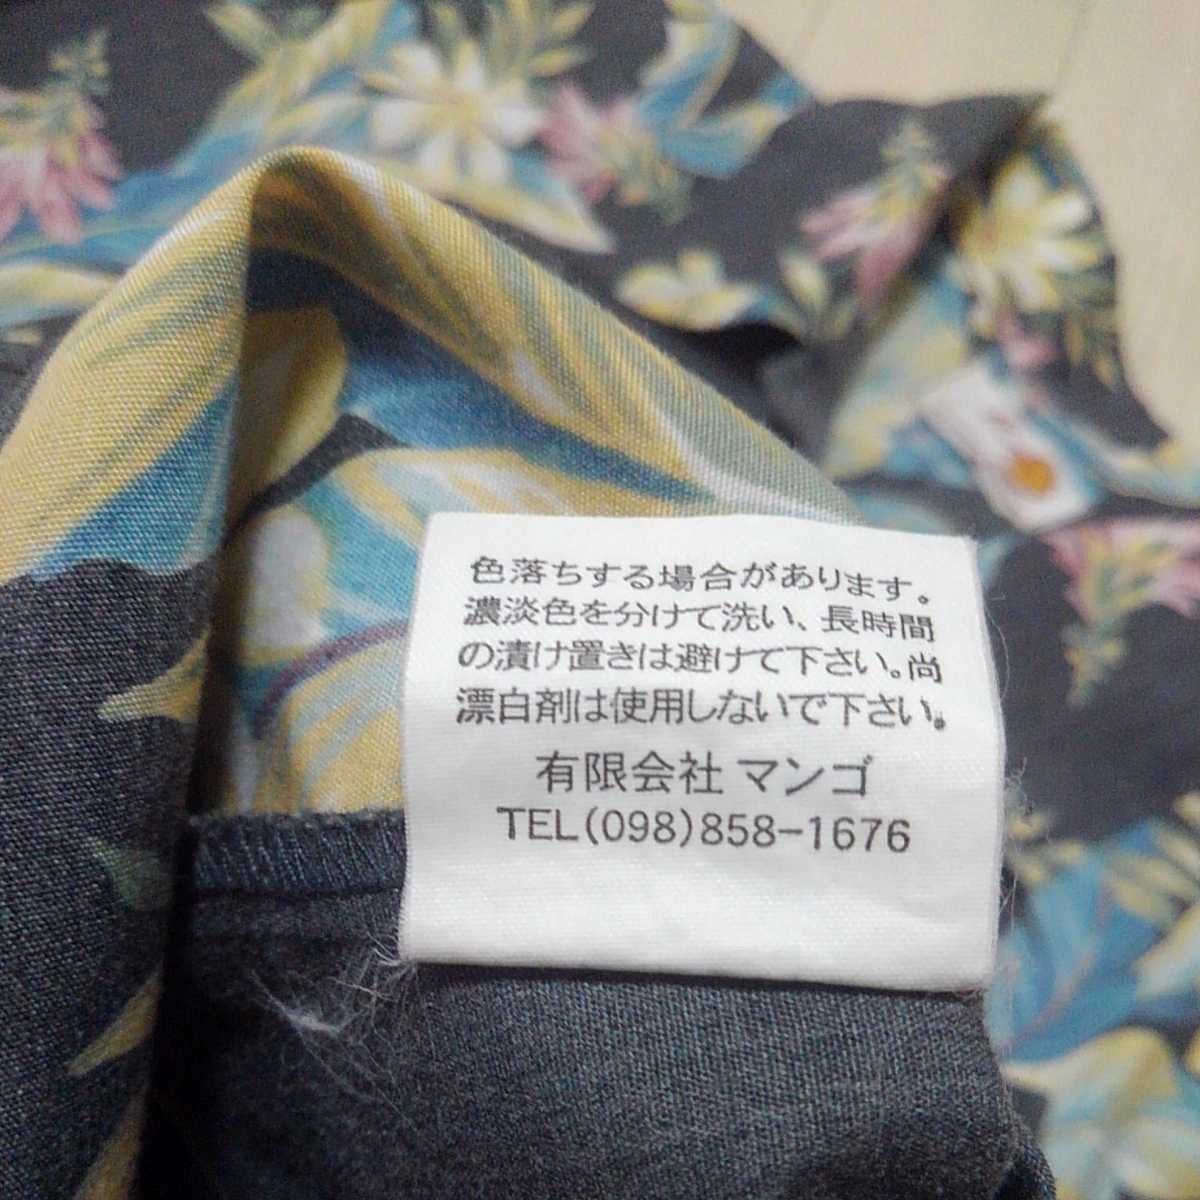 色落ちする場合があります。
濃淡色を分けて洗い、長時間
の漬け置きは避けて下さい。尚
漂白剤は使用しないで下さい。
有限会社 マンゴ
TEL(098)858-1676